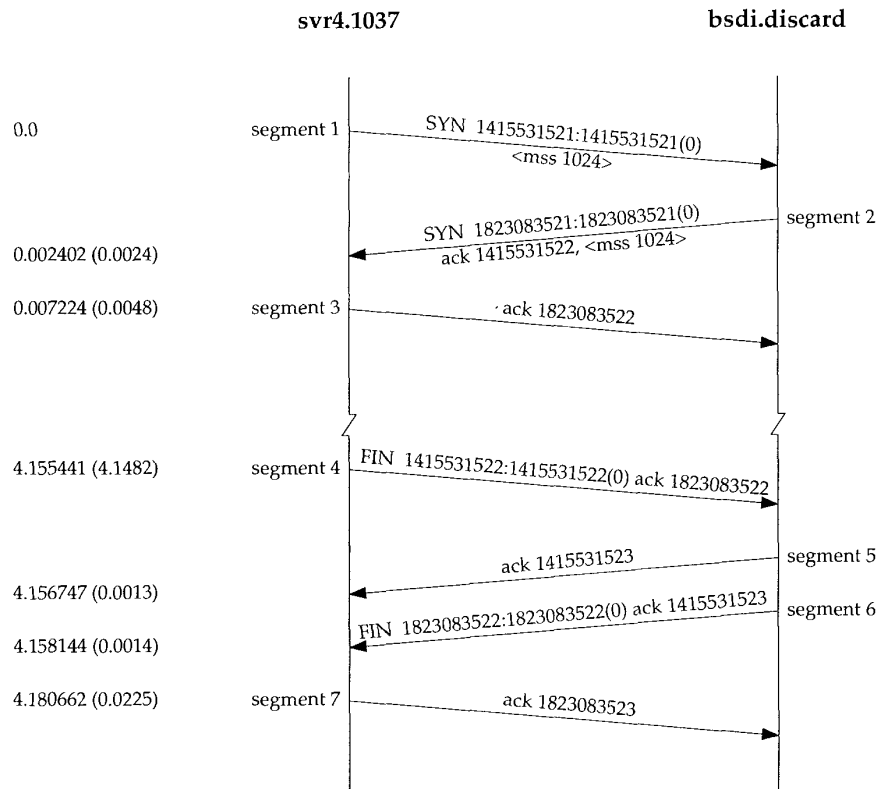 svr4.1037 bsdi.discard
0.0 segment 1 SYN 1415531521:1415531521(0)
<mss 1024>
SYN 1823083521:1823083521(0) segment 2
0.002402 (0.0024) ack 1415531522, <mss 1024>
0.007224 (0.0048) segment 3 ack 1823083522
4.155441 (4.1482) segment 4 FIN 1415531522:1415531522(0) ack 1823083522
ack 1415531523 segment 5
4.156747 (0.0013)
FIN 1823083522:1823083522(0) ack 1415531523 segment 6
4.158144 (0.0014)
4.180662 (0.0225) segment 7 ack 1823083523